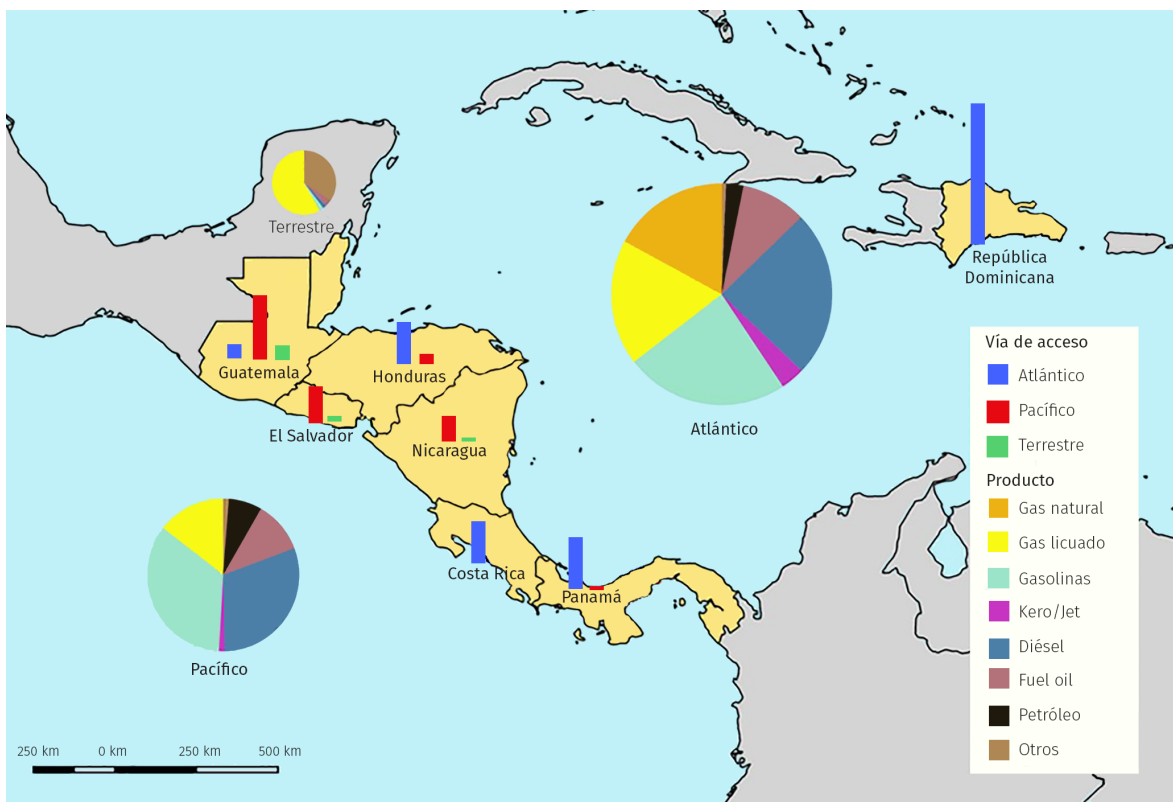 Terrestre
República
Dominicana
Guatemala
Honduras
El Salvador
Nicaragua
Atlántico
Costa Rica
Panamá
Pacífico
250 km 0 km 250 km 500 km
Vía de acceso
Atlántico
Pacífico
Terrestre
Producto
Gas natural
Gas licuado
Gasolinas
Kero/Jet
Diésel
Fuel oil
Petróleo
Otros